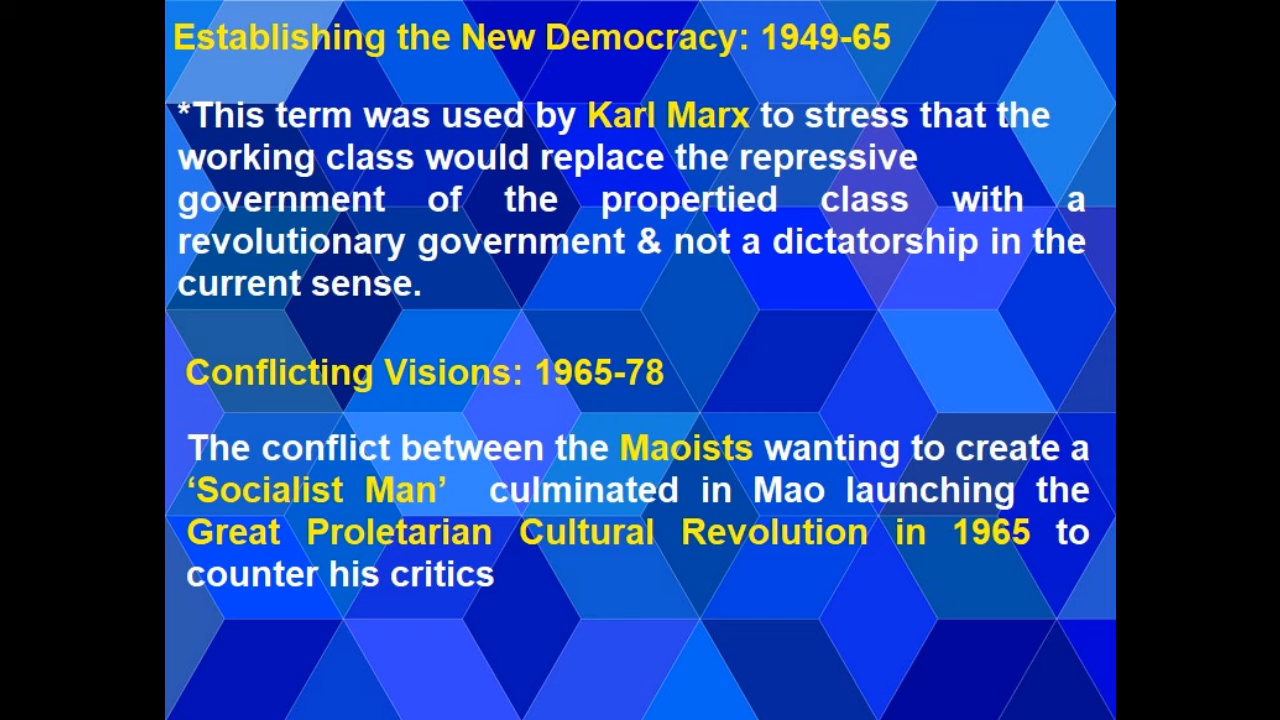 Establishing the New Democracy: 1949-65
*This term was used by Karl Marx to stress that the
working class would replace the repressive
government of the propertied class with a
revolutionary government & not a dictatorship in the
current sense.
Conflicting Visions: 1965-78
The conflict between the Maoists wanting to create a
‘Socialist Man’ culminated in Mao launching the
Great Proletarian Cultural Revolution in 1965 to
counter his critics